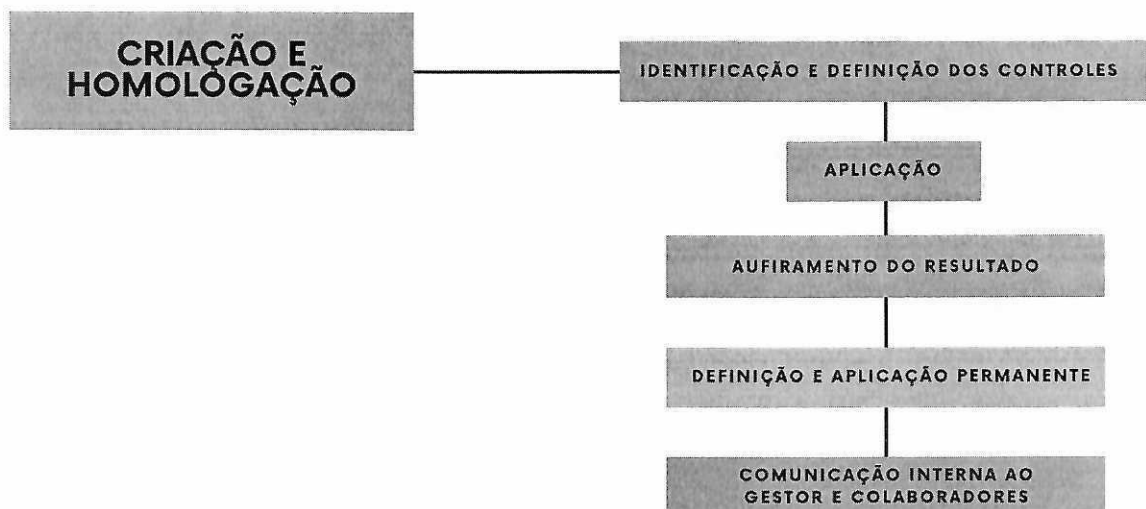 CRIAÇÃO E
HOMOLOGAÇÃO
IDENTIFICAÇÃO E DEFINIÇÃO DOS CONTROLES
APLICAÇÃO
AUFIRAMENTO DO RESULTADO
DEFINIÇÃO E APLICAÇÃO PERMANENTE
COMUNICAÇÃO INTERNA AO
GESTOR E COLABORADORES